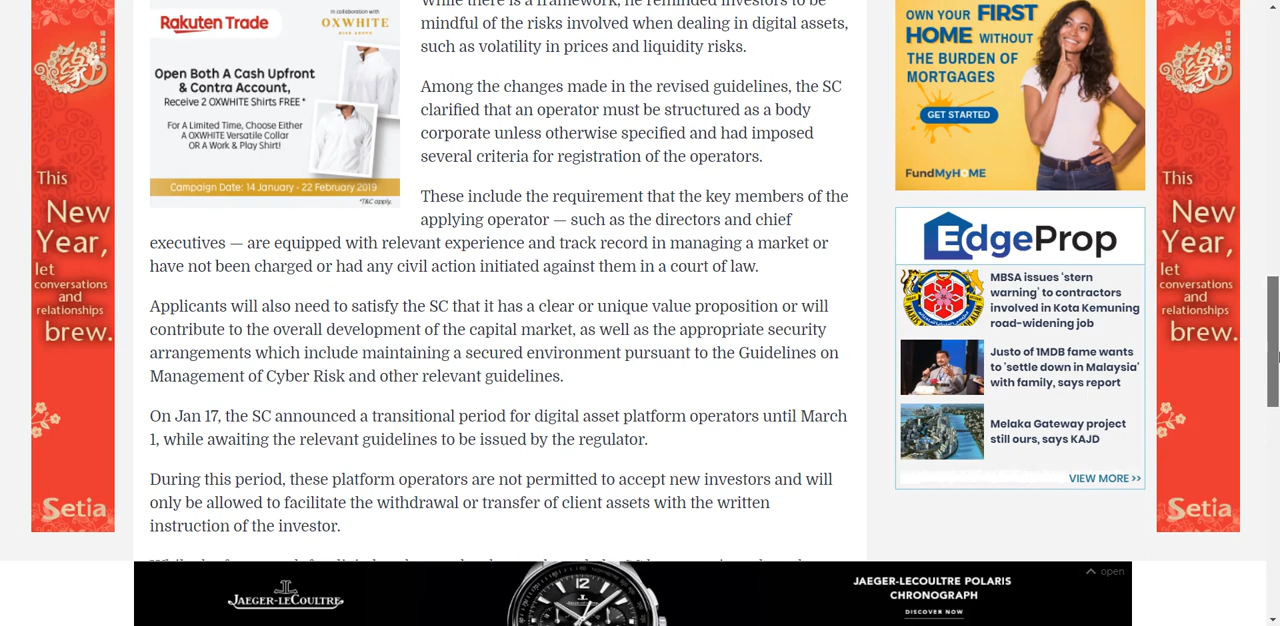 Rakuten Trade
In collaboration with
OXWHITE
Open Both A Cash Upfront
& Contra Account,
Receive 2 OXWHITE Shirts FREE*
For A Limited Time, Choose Either
A OXWHITE Versatile Collar
OR A Work & Play Shirt!
Campaign Date: 14 January - 22 February 2019
*T&C apply.
mindful of the risks involved when dealing in digital assets,
such as volatility in prices and liquidity risks.
Among the changes made in the revised guidelines, the SC
clarified that an operator must be structured as a body
corporate unless otherwise specified and had imposed
several criteria for registration of the operators.
These include the requirement that the key members of the
applying operator — such as the directors and chief
executives — are equipped with relevant experience and track record in managing a market or
have not been charged or had any civil action initiated against them in a court of law.
Applicants will also need to satisfy the SC that it has a clear or unique value proposition or will
contribute to the overall development of the capital market, as well as the appropriate security
arrangements which include maintaining a secured environment pursuant to the Guidelines on
Management of Cyber Risk and other relevant guidelines.
On Jan 17, the SC announced a transitional period for digital asset platform operators until March
1, while awaiting the relevant guidelines to be issued by the regulator.
During this period, these platform operators are not permitted to accept new investors and will
only be allowed to facilitate the withdrawal or transfer of client assets with the written
instruction of the investor.
OWN YOUR FIRST
HOME WITHOUT
THE BURDEN OF
MORTGAGES
GET STARTED
FundMyHOME
EdgeProp
MBSA issues 'stern
warning' to contractors
involved in Kota Kemuning
road-widening job
Justo of 1MDB fame wants
to 'settle down in Malaysia'
with family, says report
Melaka Gateway project
still ours, says KAJD
VIEW MORE >>
This
New
Year,
let
conversations
and
relationships
brew.
Setia
This
New
Year,
let
conversations
and
relationships
brew.
Setia
JAEGER-LECOULTRE
12
JAEGER-LECOULTRE POLARIS
CHRONOGRAPH
DISCOVER NOW
open